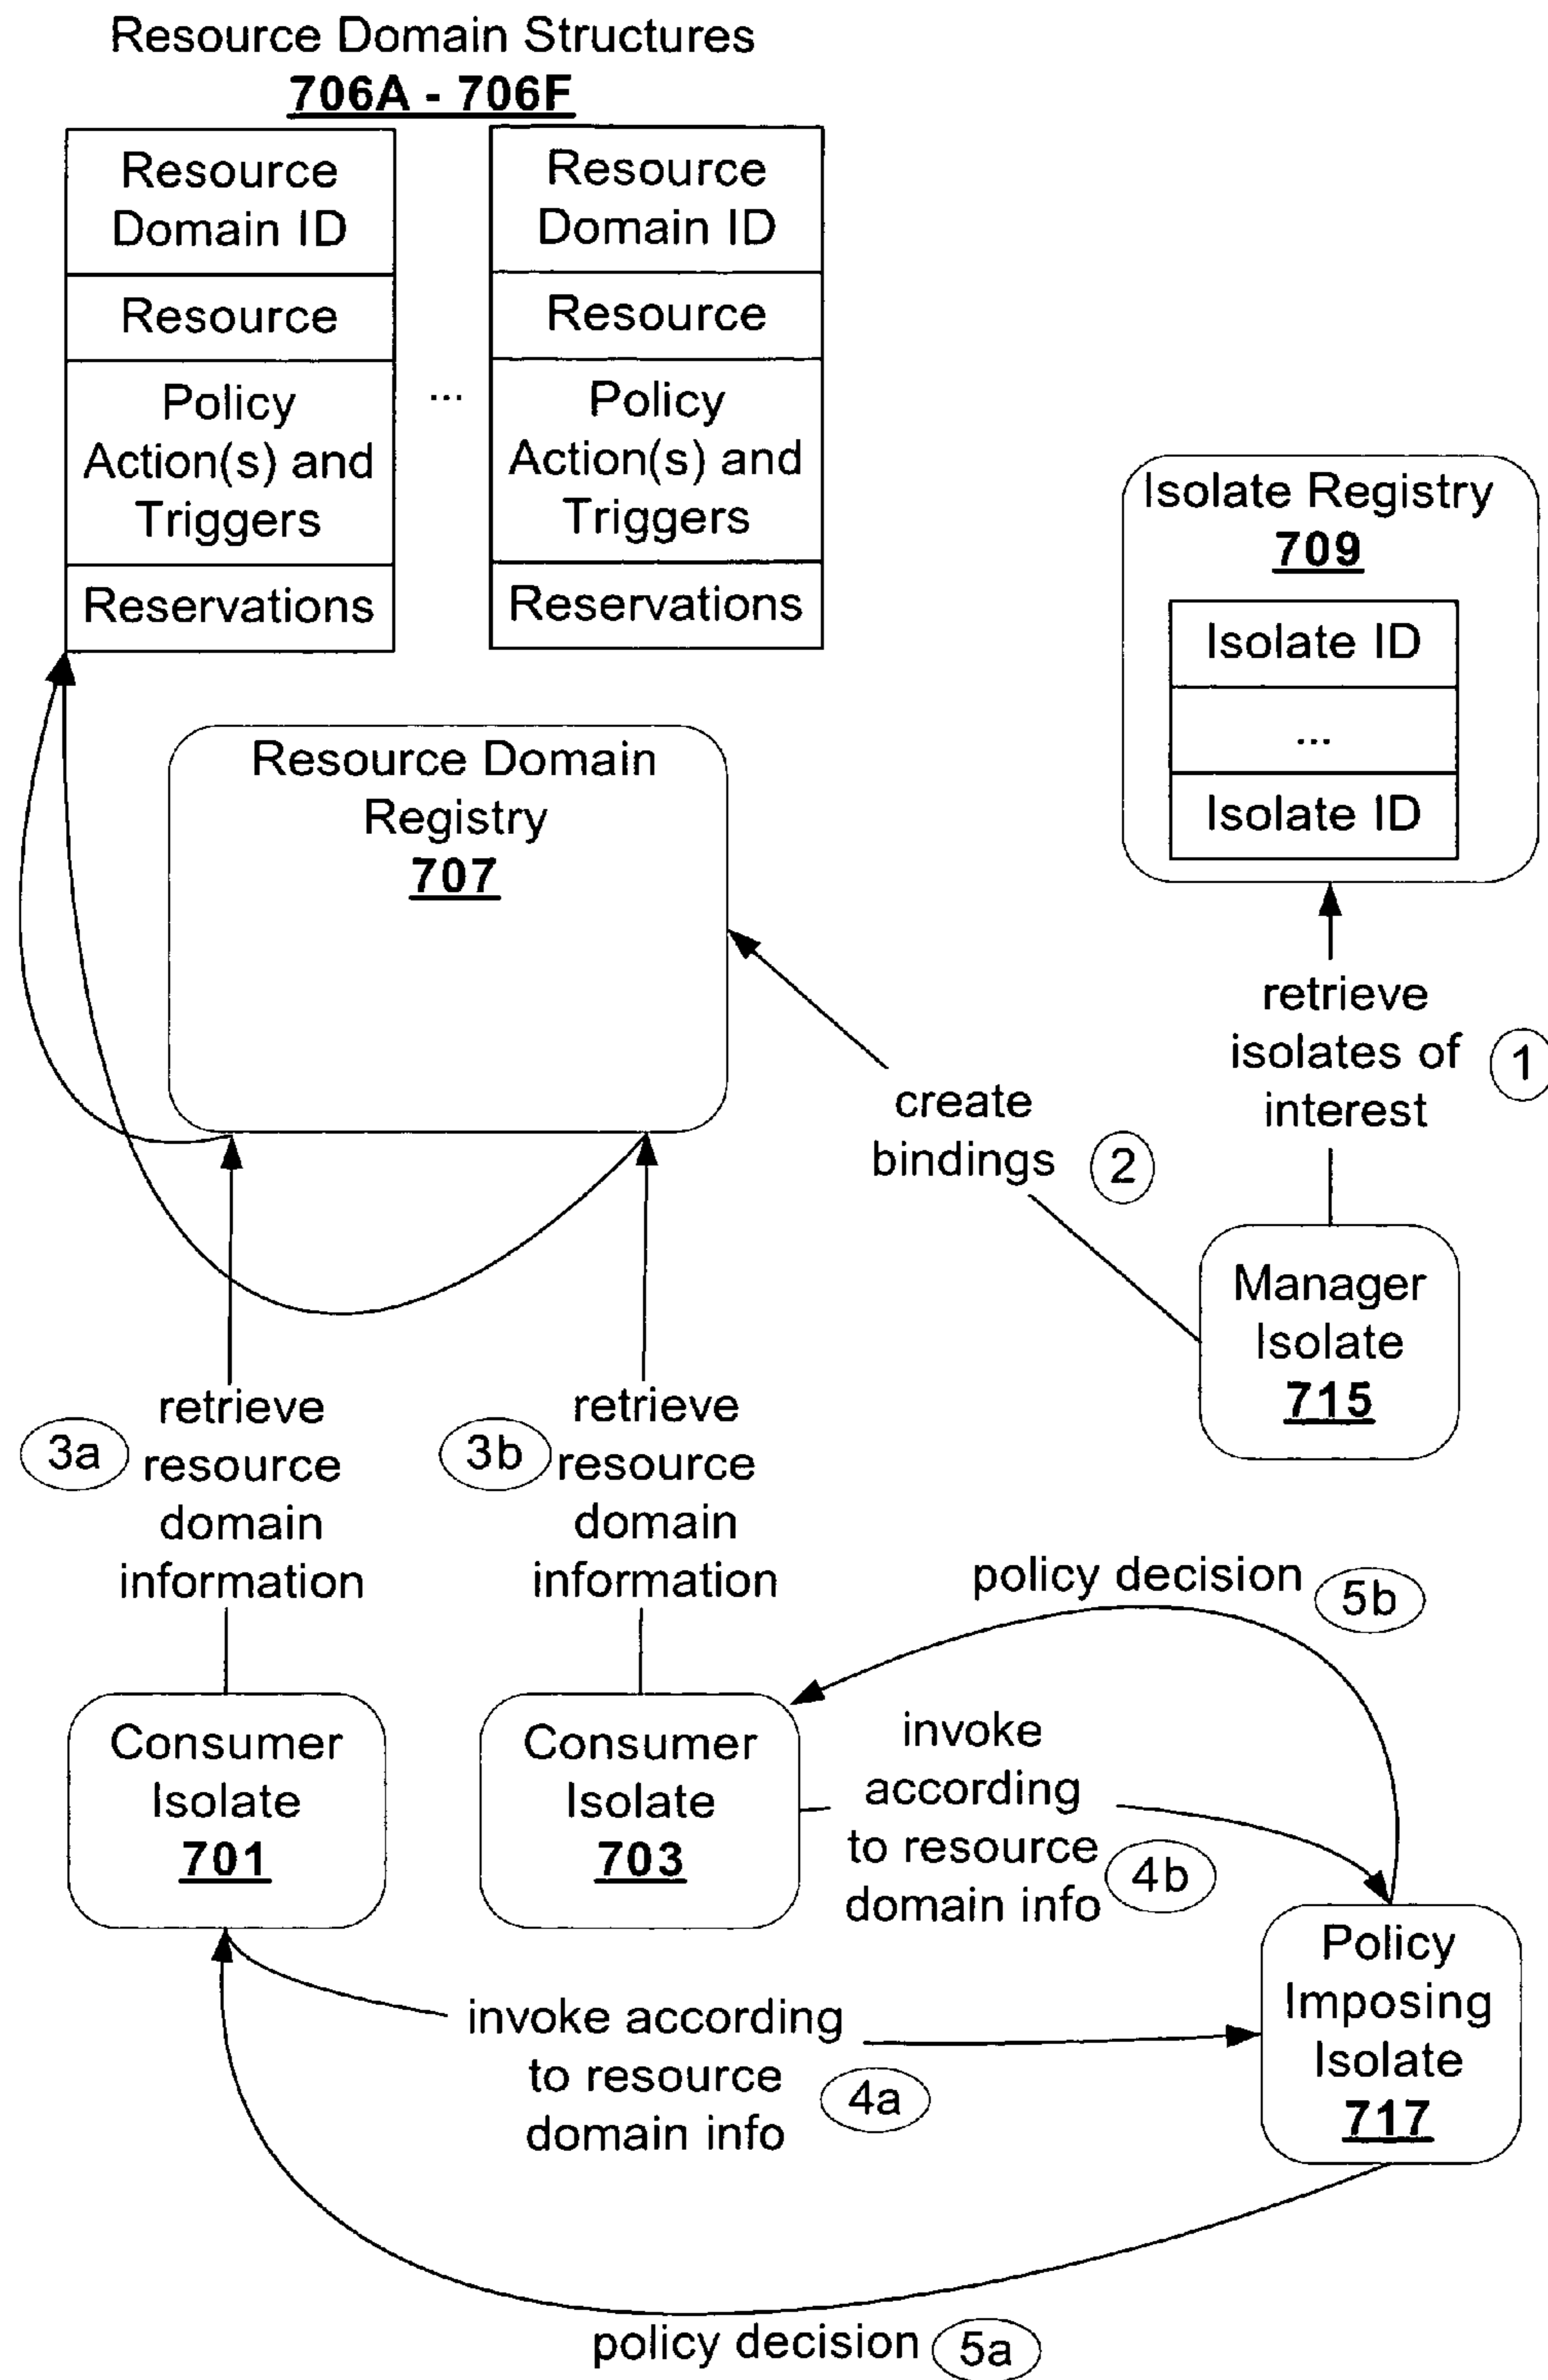 Resource Domain Structures
706A - 706F
Resource
Domain ID
Resource
Policy
Action(s) and
Triggers
Reservations
...
Resource
Domain ID
Resource
Policy
Action(s) and
Triggers
Reservations
Isolate Registry
709
Isolate ID
...
Isolate ID
Resource Domain
Registry
707
retrieve
isolates of
interest
1
create
bindings
2
Manager
Isolate
715
3a
retrieve
resource
domain
information
3b
retrieve
resource
domain
information
policy decision
5b
Consumer
Isolate
701
Consumer
Isolate
703
invoke
according
to resource
domain info
4b
Policy
Imposing
Isolate
717
invoke according
to resource
domain info
4a
policy decision
5a